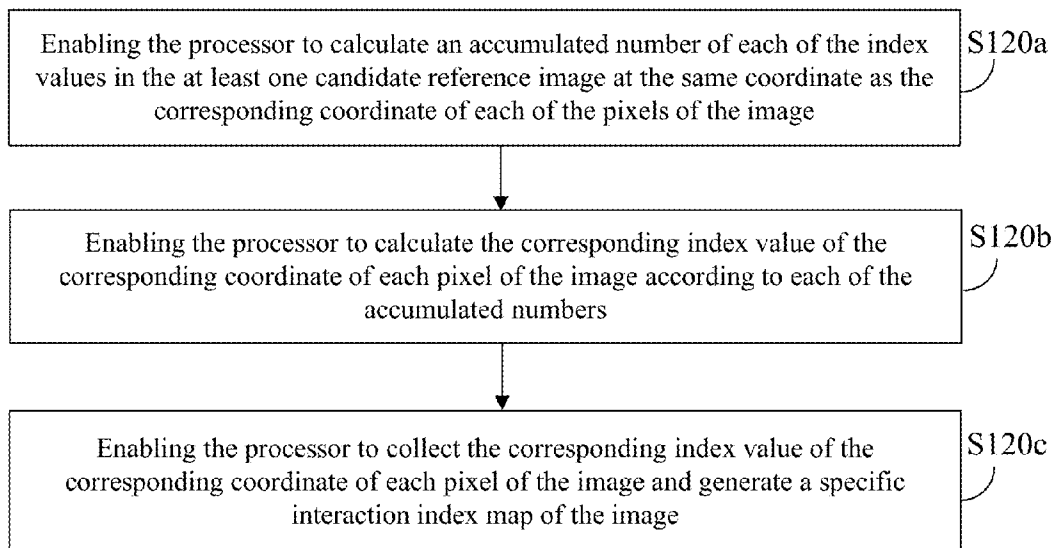 Enabling the processor to calculate an accumulated number of each of the index
values in the at least one candidate reference image at the same coordinate as the
corresponding coordinate of each of the pixels of the image
S120a
Enabling the processor to calculate the corresponding index value of the
corresponding coordinate of each pixel of the image according to each of the
accumulated numbers
S120b
Enabling the processor to collect the corresponding index value of the
corresponding coordinate of each pixel of the image and generate a specific
interaction index map of the image
S120c